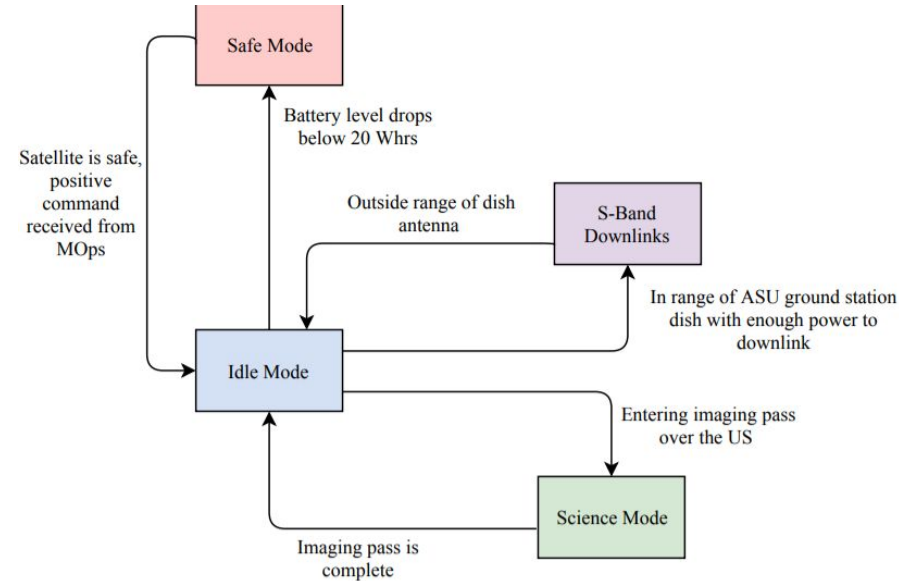 Safe Mode
Battery level drops
below 20 Whrs
Satellite is safe,
positive
command
received from
MOps
Outside range of dish
antenna
S-Band
Downlinks
In range of ASU ground station
dish with enough power to
downlink
Idle Mode
Entering imaging pass
over the US
Science Mode
Imaging pass is
complete